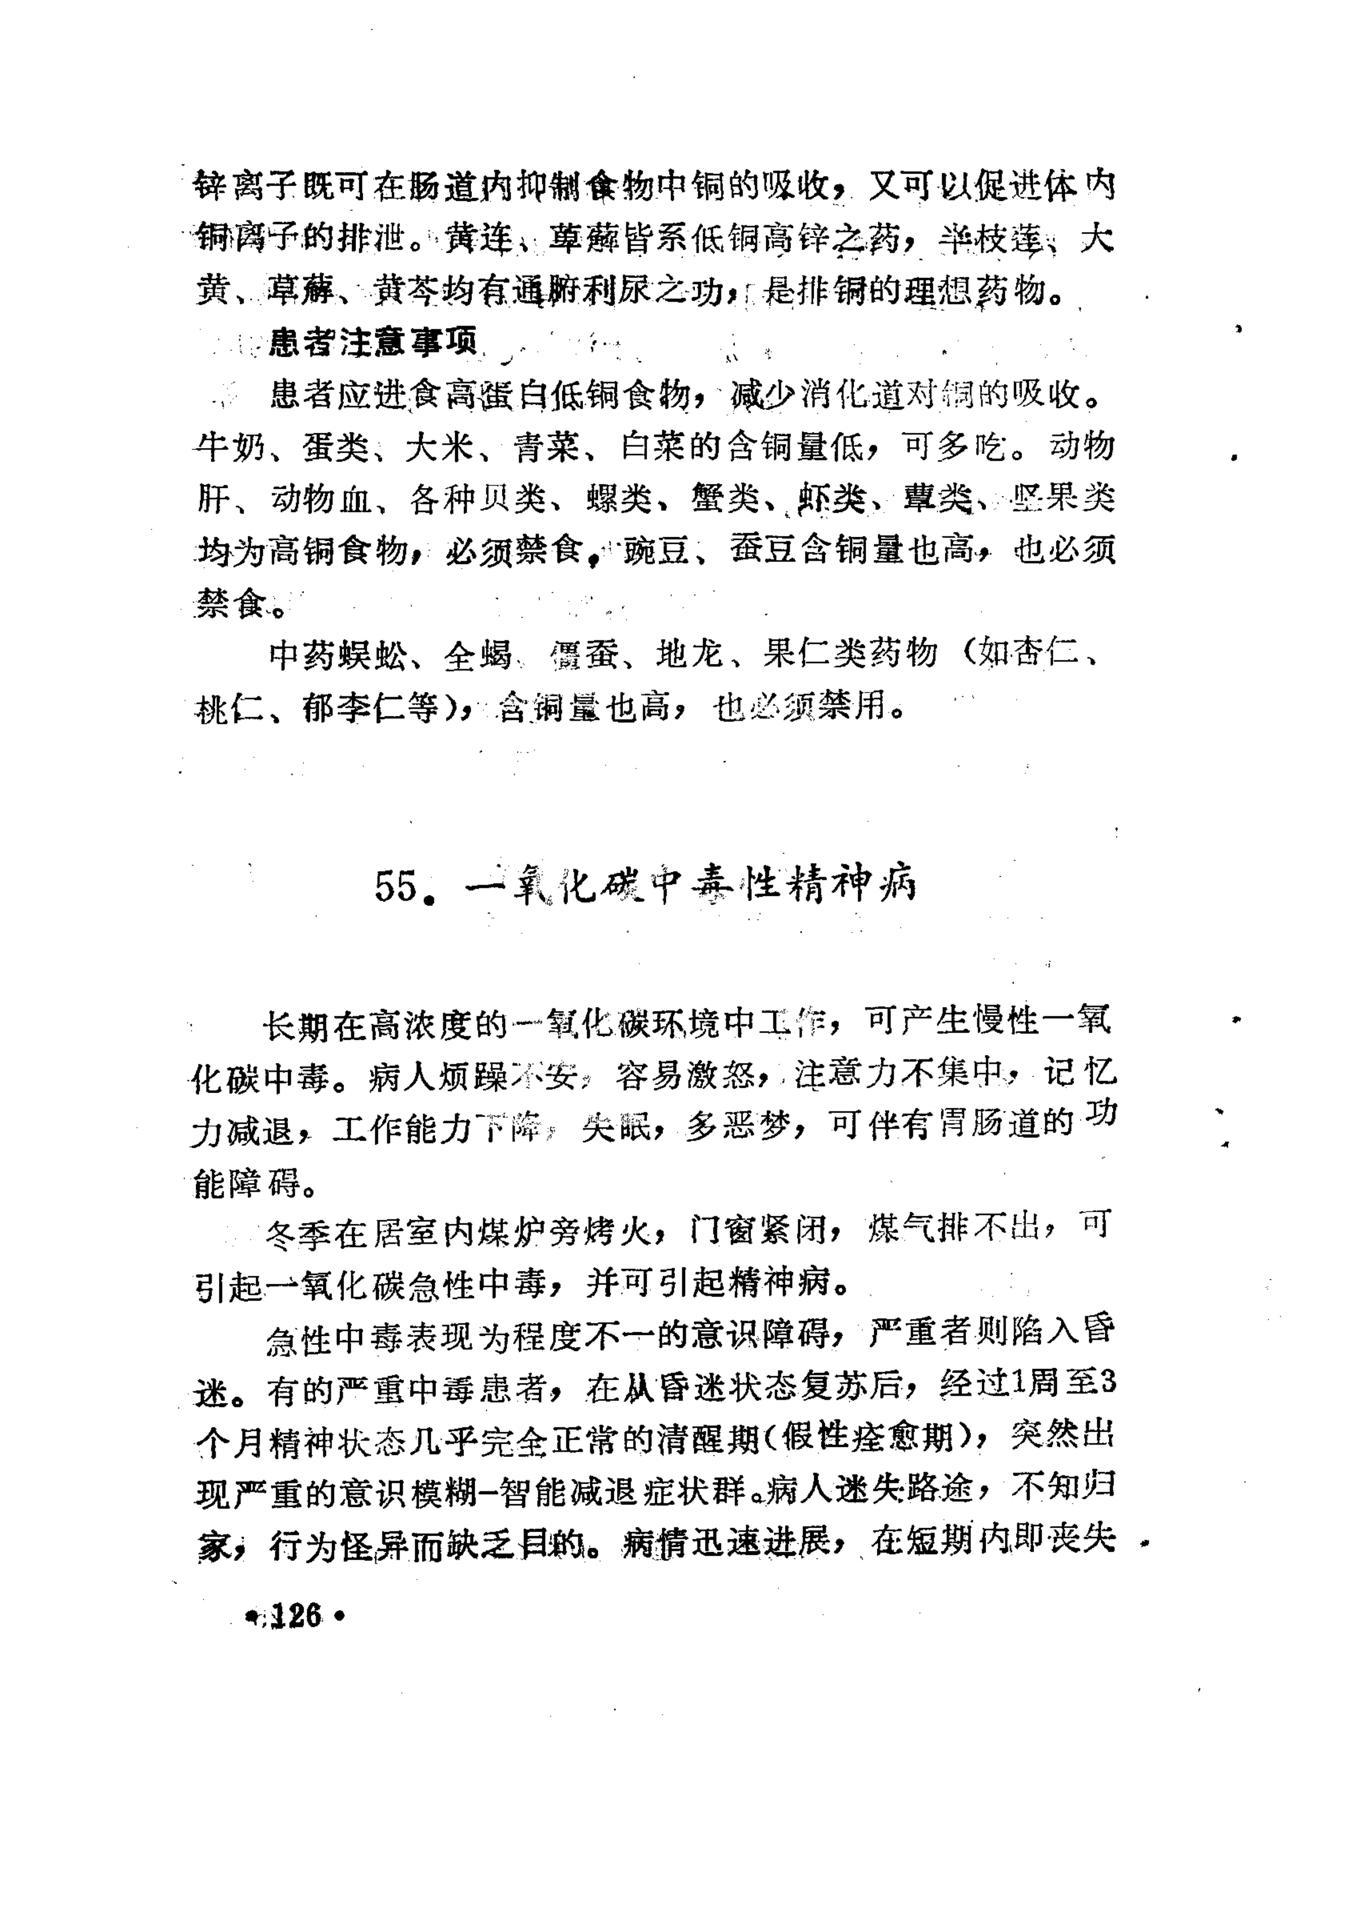 锌离子既可在肠道内抑制食物中铜的吸收，又可以促进体内
铜离子的排泄。黄连、萆薢皆系低铜高锌之药，半枝莲、大
黄、萆薢、黄芩均有通腑利尿之功，是排铜的理想药物。
患者注意事项
患者应进食高蛋白低铜食物，减少消化道对铜的吸收。
牛奶、蛋类、大米、青菜、白菜的含铜量低，可多吃。动物
肝、动物血、各种贝类、螺类、蟹类、虾类、蕈类、坚果类
均为高铜食物，必须禁食，豌豆、蚕豆含铜量也高，也必须
禁食。
中药蜈蚣、全蝎、僵蚕、地龙、果仁类药物（如杏仁、
桃仁、郁李仁等），含铜量也高，也必须禁用。
55．一氧化碳中毒性精神病
长期在高浓度的一氧化碳环境中工作，可产生慢性一氧
化碳中毒。病人烦躁不安，容易激怒，注意力不集中，记忆
力减退，工作能力下降，失眠，多恶梦，可伴有胃肠道的功
能障碍。
冬季在居室内煤炉旁烤火，门窗紧闭，煤气排不出，可
引起一氧化碳急性中毒，并可引起精神病。
急性中毒表现为程度不一的意识障碍，严重者则陷入昏
迷。有的严重中毒患者，在从昏迷状态复苏后，经过1周至3
个月精神状态几乎完全正常的清醒期（假性痊愈期），突然出
现严重的意识模糊–智能减退症状群。病人迷失路途，不知归
家，行为怪异而缺乏目的。病情迅速进展，在短期内即丧失
·126·